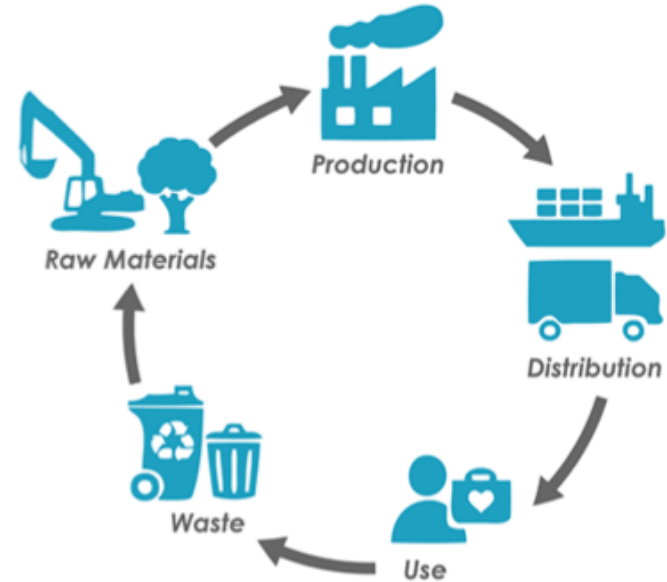 Production
Raw Materials
Distribution
Waste
Use